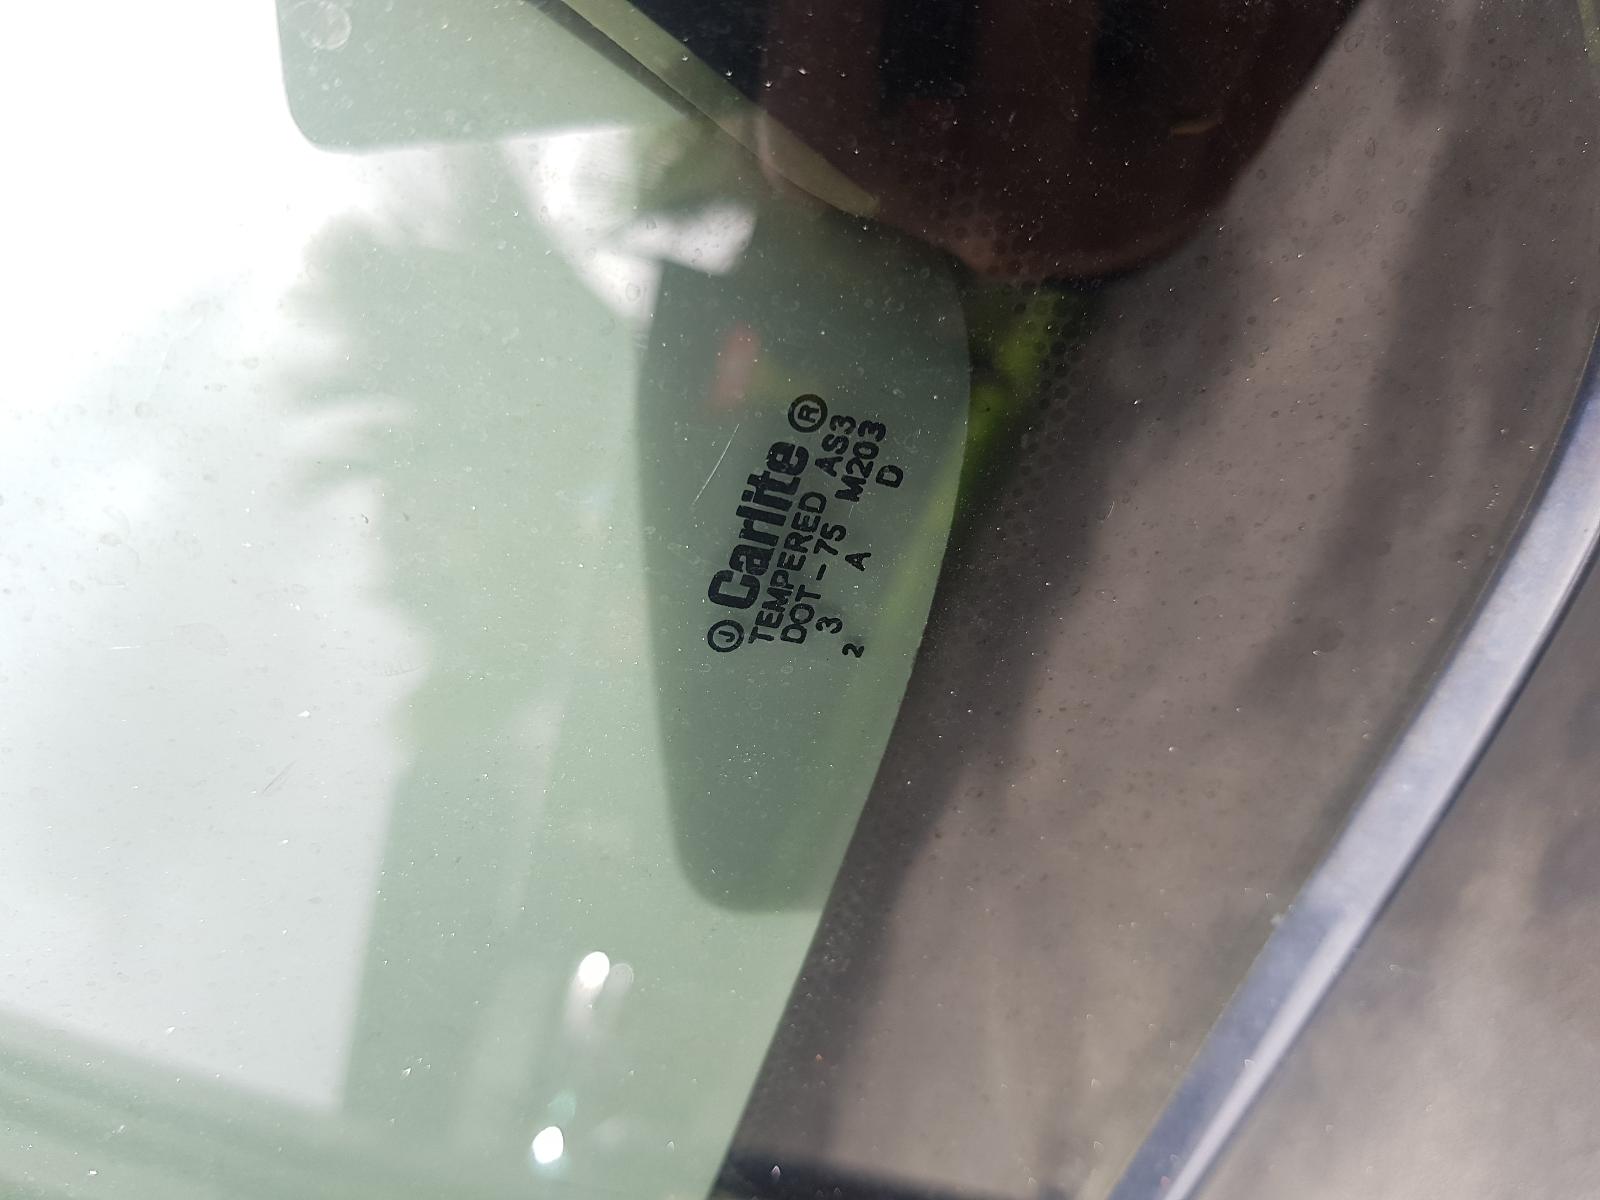 J Carlite ®
TEMPERED AS3
DOT-75 M203
3 A D
2